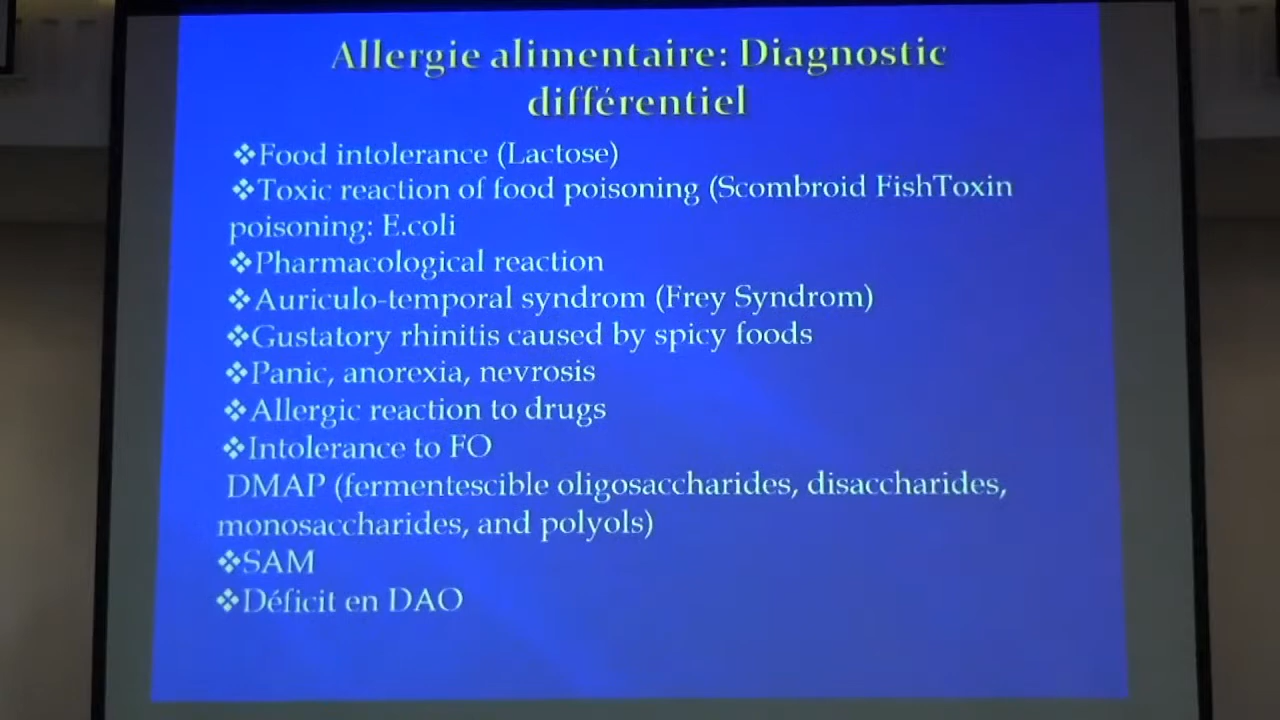 Allergie alimentaire: Diagnostic
différentiel
❖Food intolerance (Lactose)
❖Toxic reaction of food poisoning (Scombroid FishToxin
poisoning: E.coli
❖Pharmacological reaction
❖Auriculo-temporal syndrom (Frey Syndrom)
❖Gustatory rhinitis caused by spicy foods
❖Panic, anorexia, nevrosis
❖Allergic reaction to drugs
❖Intolerance to FO
DMAP (fermentescible oligosaccharides, disaccharides,
monosaccharides, and polyols)
❖SAM
❖Déficit en DAO